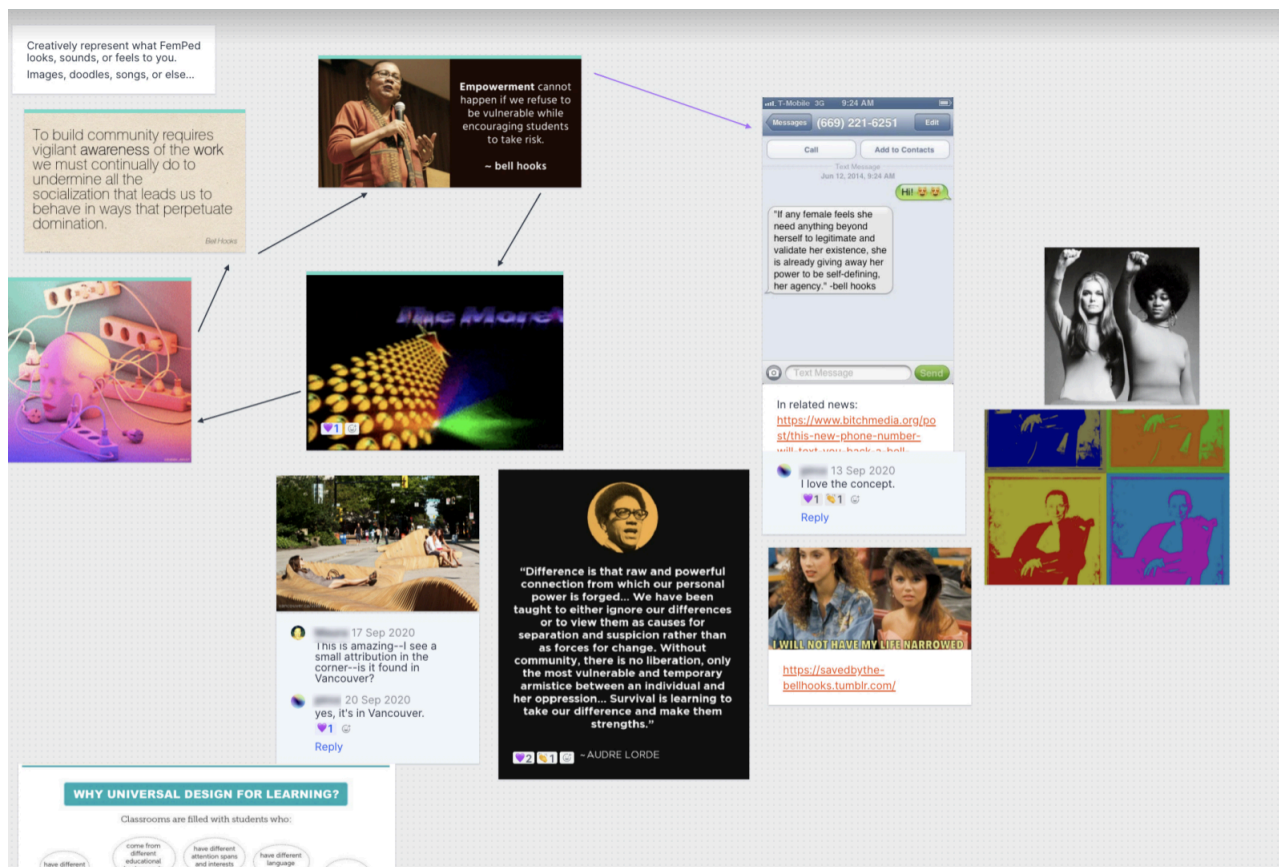 Creatively represent what FemPed
looks, sounds, or feels to you.
Images, doodles, songs, or else...
To build community requires
vigilant awareness of the work
we must continually do to
undermine all the
socialization that leads us to
behave in ways that perpetuate
domination.
Bell Hooks
Empowerment cannot
happen if we refuse to
be vulnerable while
encouraging students
to take risk.
~ bell hooks
The More
T-Mobile 3G 9:24 AM
Messages (669) 221-6251 Edit
Call Add to Contacts
Text Message
Jun 12, 2014, 9:24 AM
Hi!
"If any female feels she
need anything beyond
herself to legitimate and
validate her existence, she
is already giving away her
power to be self-defining,
her agency." -bell hooks
Text Message Send
In related news:
https://www.bitchmedia.org/po
st/this-new-phone-number-
will-text-you-back-a-bell-
13 Sep 2020
I love the concept.
1 1
Reply
1
17 Sep 2020
This is amazing--I see a
small attribution in the
corner--is it found in
Vancouver?
20 Sep 2020
yes, it's in Vancouver.
1
Reply
“Difference is that raw and powerful
connection from which our personal
power is forged... We have been
taught to either ignore our differences
or to view them as causes for
separation and suspicion rather than
as forces for change. Without
community, there is no liberation, only
the most vulnerable and temporary
armistice between an individual and
her oppression... Survival is learning to
take our difference and make them
strengths.”
2 1 ~AUDRE LORDE
I WILL NOT HAVE MY LIFE NARROWED
https://savedbythe-
bellhooks.tumblr.com/
WHY UNIVERSAL DESIGN FOR LEARNING?
Classrooms are filled with students who:
have different
come from
different
educational
have different
attention spans
and interests
have different
language